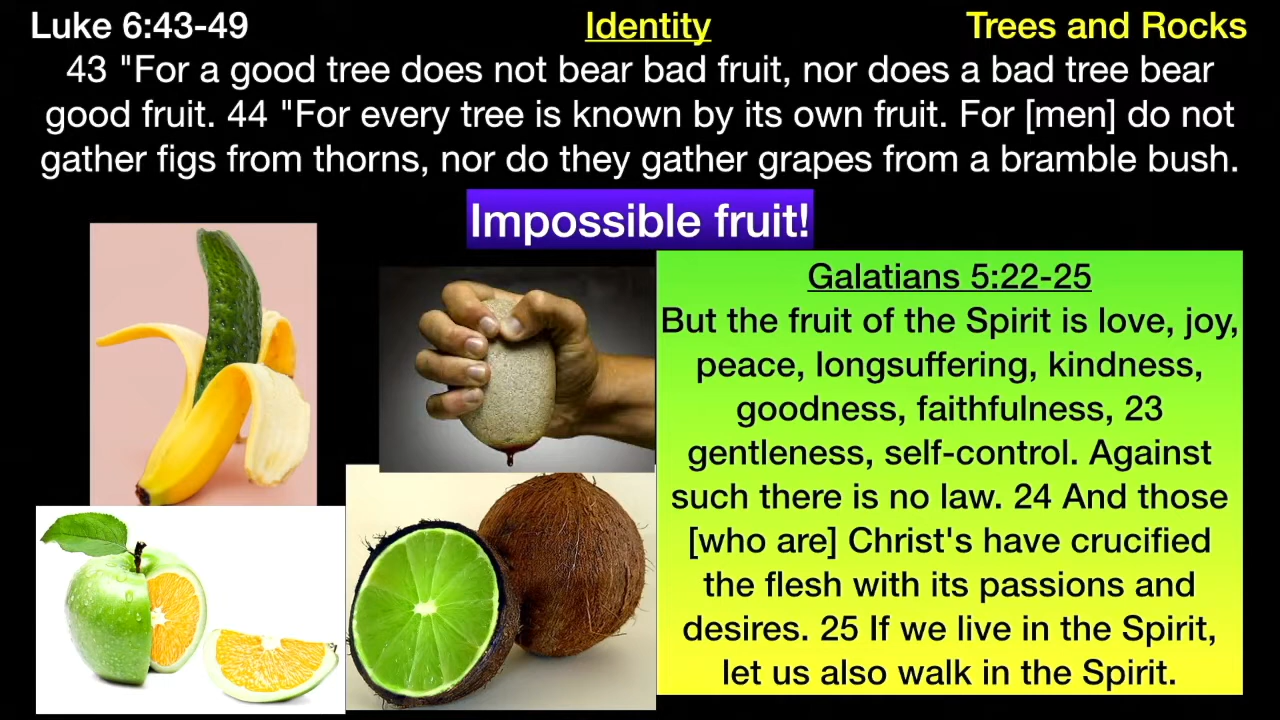 Luke 6:43-49 Identity Trees and Rocks
43 "For a good tree does not bear bad fruit, nor does a bad tree bear
good fruit. 44 "For every tree is known by its own fruit. For [men] do not
gather figs from thorns, nor do they gather grapes from a bramble bush.
Impossible fruit!
Galatians 5:22-25
But the fruit of the Spirit is love, joy,
peace, longsuffering, kindness,
goodness, faithfulness, 23
gentleness, self-control. Against
such there is no law. 24 And those
[who are] Christ's have crucified
the flesh with its passions and
desires. 25 If we live in the Spirit,
let us also walk in the Spirit.